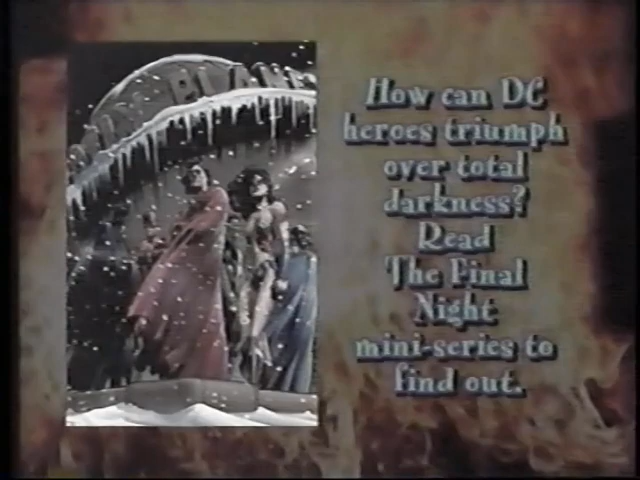 How can DC
heroes triumph
over total
darkness?
Read
The Final
Night
mini-series to
find out.